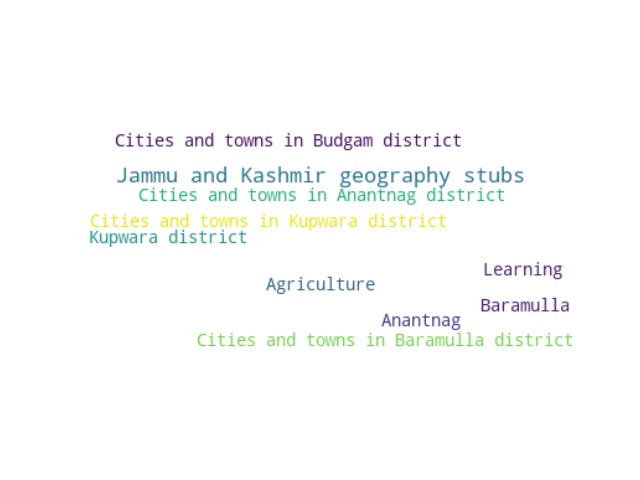 Cities and towns in Budgam district
Jammu and Kashmir geography stubs
Cities and towns in Anantnag district
Cities and towns in Kupwara district
Kupwara district
Learning
Agriculture
Baramulla
Anantnag
Cities and towns in Baramulla district